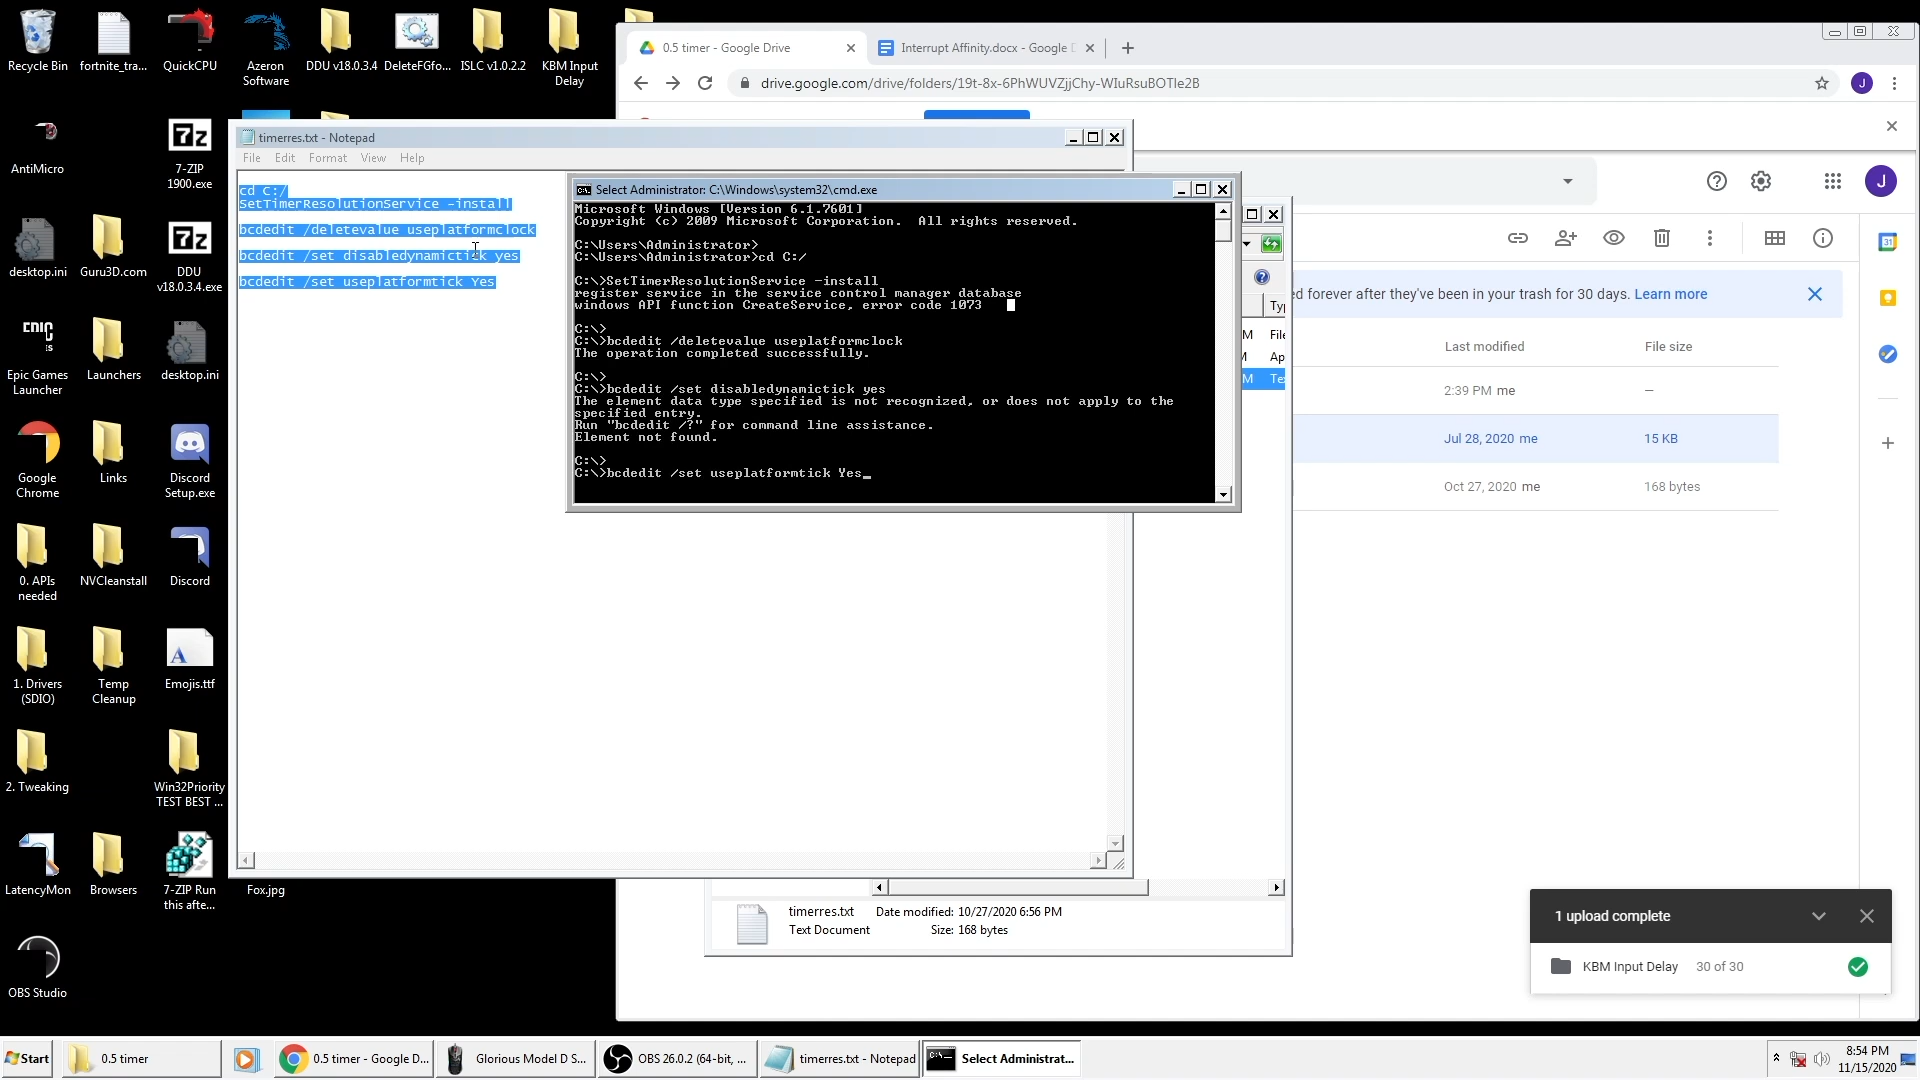 Recycle Bin
fortnite_tra...
QuickCPU
Azeron Software
DDU v18.0.3.4
DeleteFGfo...
ISLC v1.0.2.2
KBM Input Delay
AntiMicro
7-ZIP 1900.exe
desktop.ini
Guru3D.com
DDU v18.0.3.4.exe
Epic Games Launcher
Launchers
desktop.ini
Google Chrome
Links
Discord Setup.exe
0. APIs needed
NVCleanstall
Discord
1. Drivers (SDIO)
Temp Cleanup
Emojis.ttf
2. Tweaking
Win32Priority TEST BEST ...
LatencyMon
Browsers
7-ZIP Run this afte...
Fox.jpg
OBS Studio
0.5 timer - Google Drive
Interrupt Affinity.docx - Google
drive.google.com/drive/folders/19t-8x-6PhWUVZjjChy-WIuRsuBOTle2B
J
J
timerres.txt - Notepad
File Edit Format View Help
cd C:/
SetTimerResolutionService -install
bcdedit /deletevalue useplatformclock
bcdedit /set disabledynamictick yes
bcdedit /set useplatformtick Yes
Select Administrator: C:\Windows\system32\cmd.exe
Microsoft Windows [Version 6.1.7601]
Copyright (c) 2009 Microsoft Corporation.  All rights reserved.
C:\Users\Administrator>
C:\Users\Administrator>cd C:/
C:\>SetTimerResolutionService -install
register service in the service control manager database
windows API function CreateService, error code 1073
C:\>
C:\>bcdedit /deletevalue useplatformclock
The operation completed successfully.
C:\>
C:\>bcdedit /set disabledynamictick yes
The element data type specified is not recognized, or does not apply to the
specified entry.
Run "bcdedit /?" for command line assistance.
Element not found.
C:\>
C:\>bcdedit /set useplatformtick Yes_
Typ
M File
M Ap
M Te
d forever after they've been in your trash for 30 days. Learn more
Last modified File size
2:39 PM me —
Jul 28, 2020 me 15 KB
Oct 27, 2020 me 168 bytes
timerres.txt Date modified: 10/27/2020 6:56 PM
Text Document Size: 168 bytes
1 upload complete
KBM Input Delay 30 of 30
Start
0.5 timer
0.5 timer - Google D...
Glorious Model D S...
OBS 26.0.2 (64-bit, ...
timerres.txt - Notepad
Select Administrat...
8:54 PM
11/15/2020